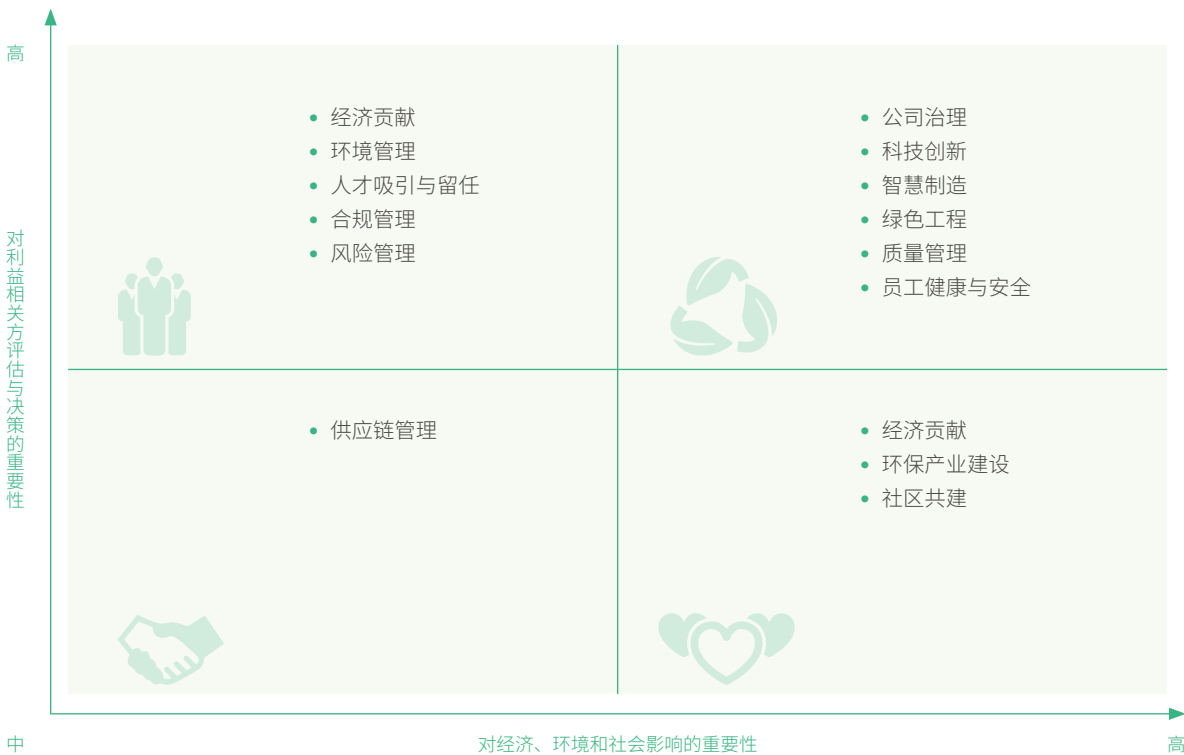 高
对利益相关方评估与决策的重要性
经济贡献
环境管理
人才吸引与留任
合规管理
风险管理
公司治理
科技创新
智慧制造
绿色工程
质量管理
员工健康与安全
供应链管理
经济贡献
环保产业建设
社区共建
中
对经济、环境和社会影响的重要性
高